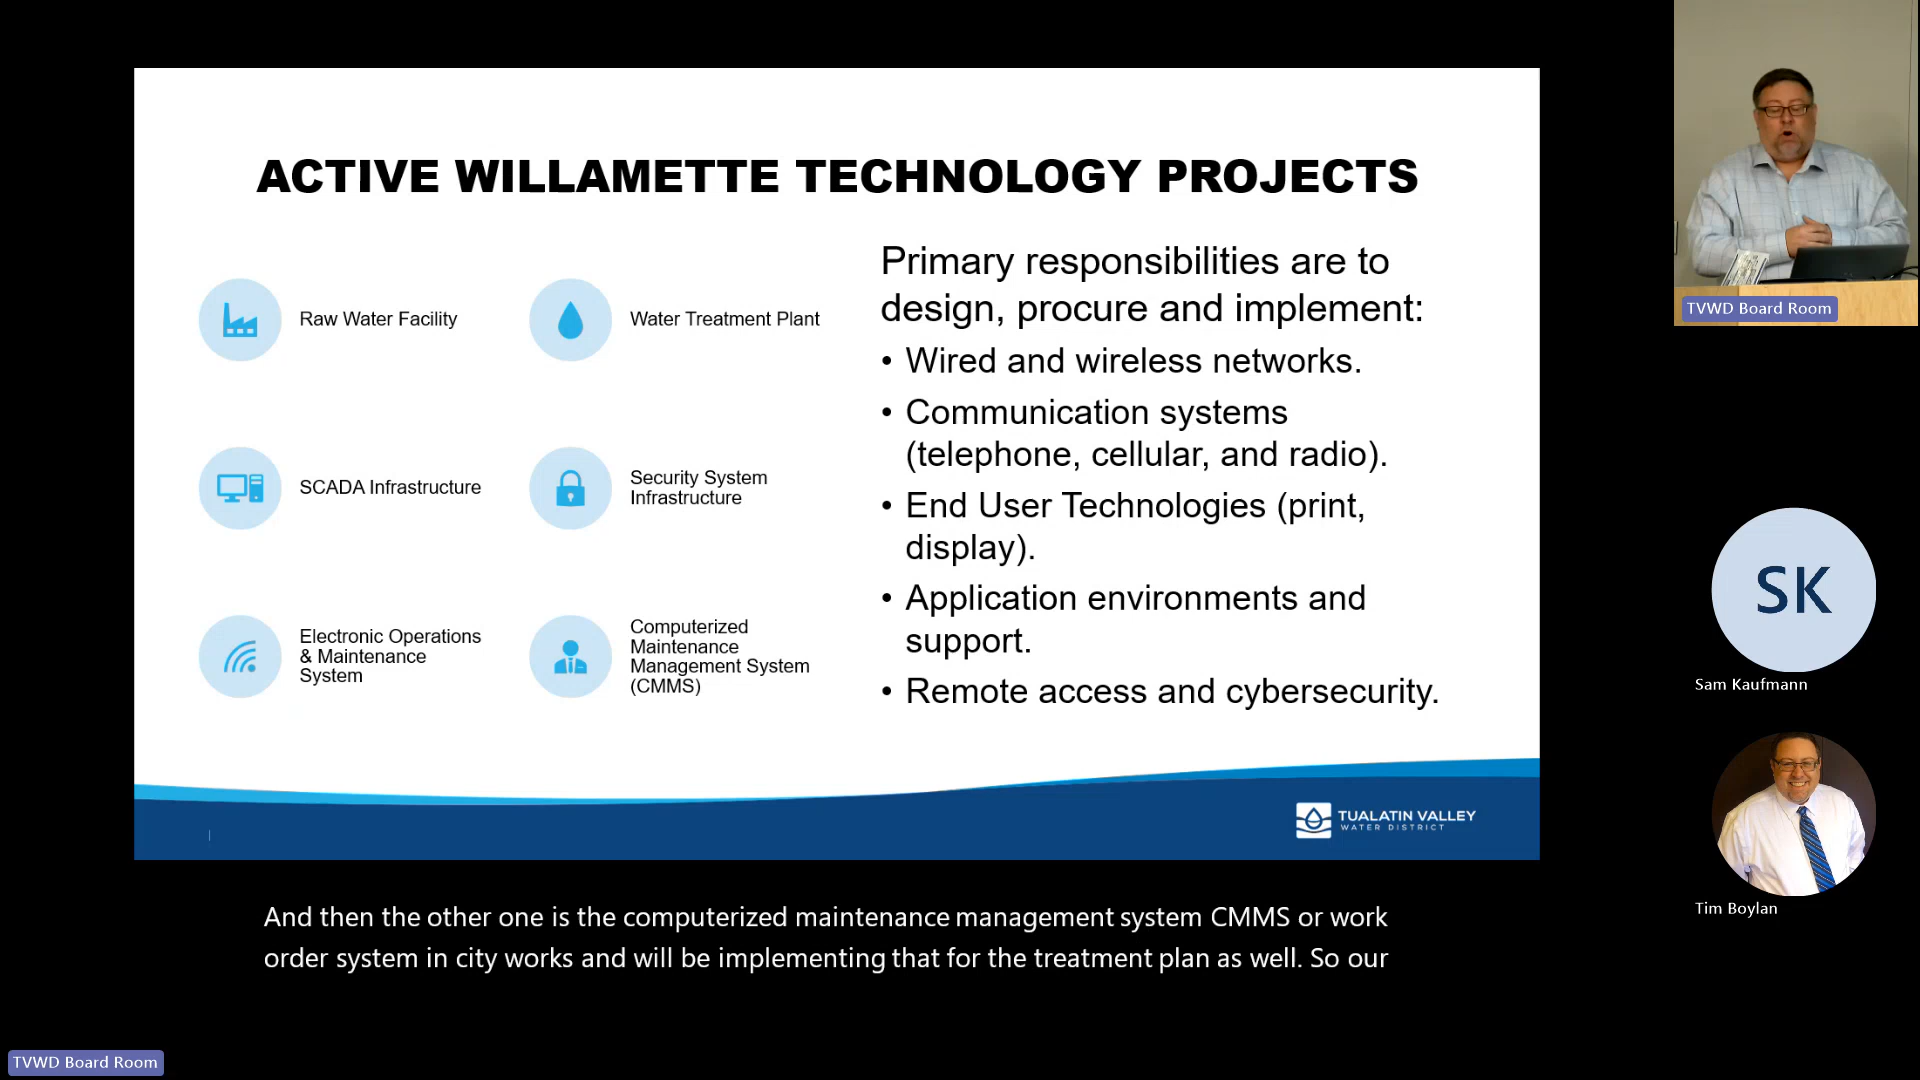 ACTIVE WILLAMETTE TECHNOLOGY PROJECTS
Raw Water Facility
Water Treatment Plant
SCADA Infrastructure
Security System
Infrastructure
Electronic Operations
& Maintenance
System
Computerized
Maintenance
Management System
(CMMS)
Primary responsibilities are to
design, procure and implement:
• Wired and wireless networks.
• Communication systems
(telephone, cellular, and radio).
• End User Technologies (print,
display).
• Application environments and
support.
• Remote access and cybersecurity.
TUALATIN VALLEY
WATER DISTRICT
TVWD Board Room
SK
Sam Kaufmann
Tim Boylan
And then the other one is the computerized maintenance management system CMMS or work
order system in city works and will be implementing that for the treatment plan as well. So our
TVWD Board Room